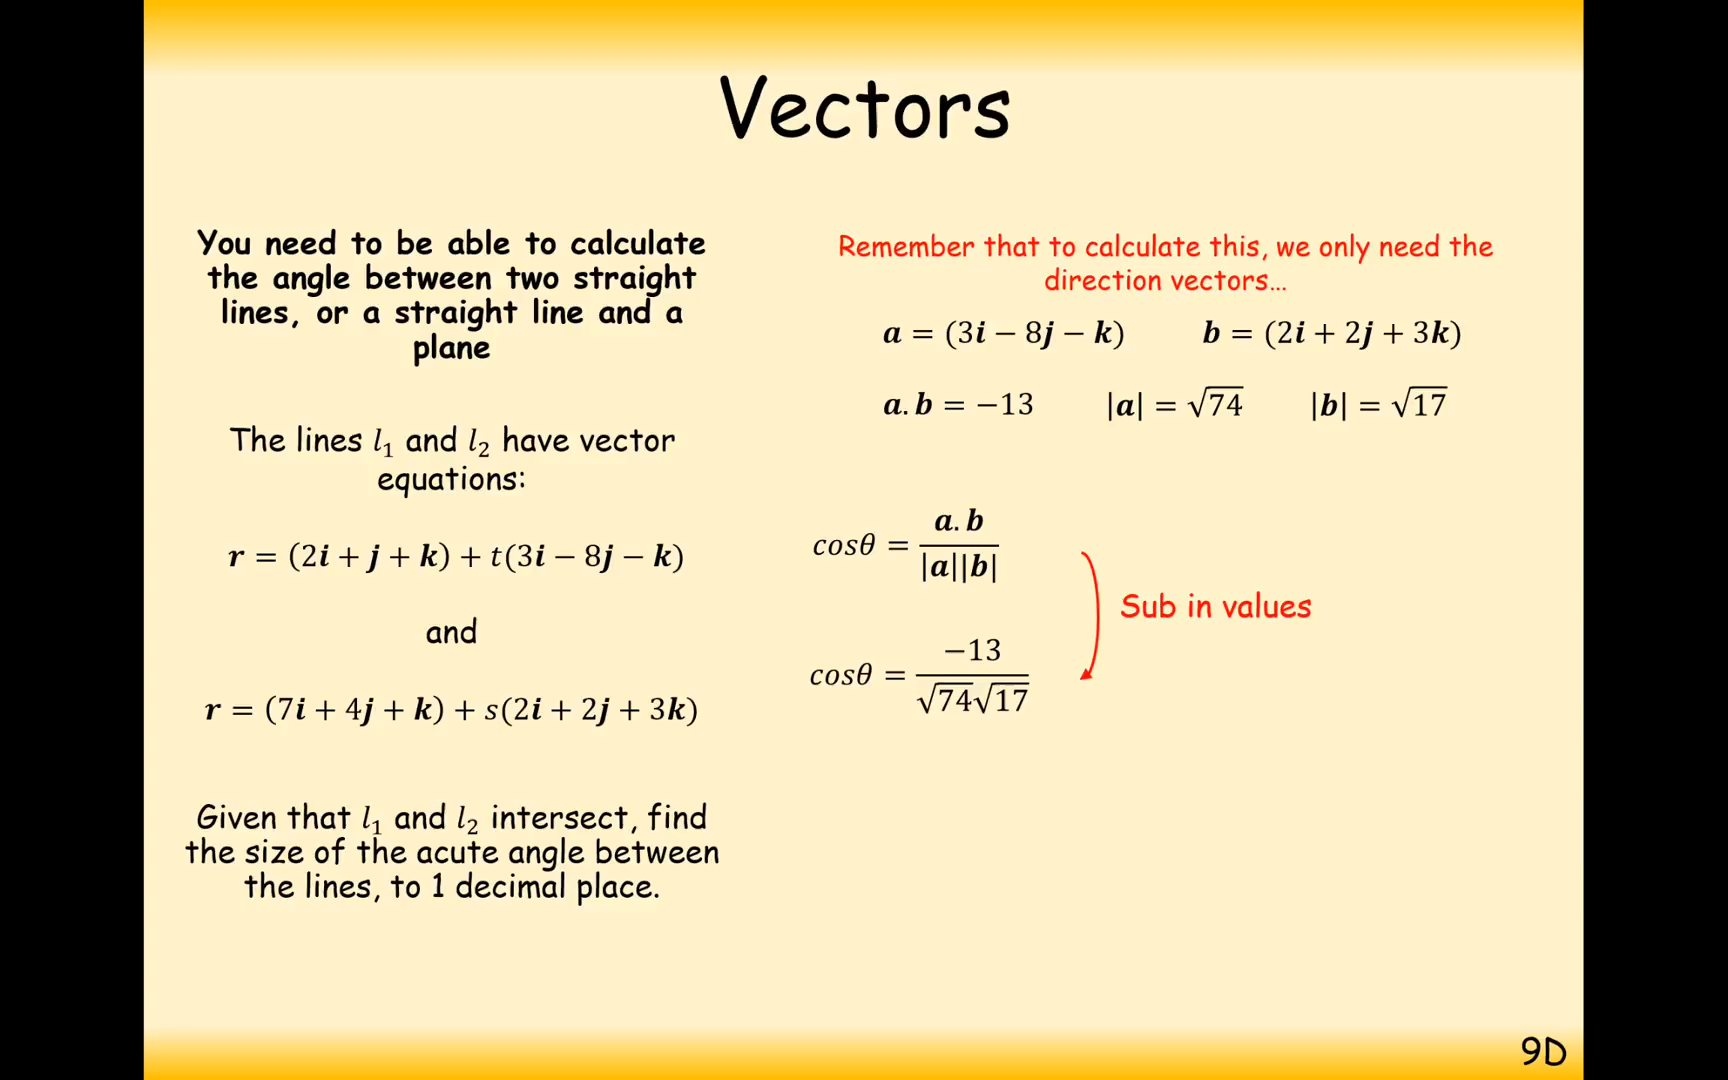 Vectors
You need to be able to calculate
the angle between two straight
lines, or a straight line and a
plane
The lines l₁ and l₂ have vector
equations:
r = (2i + j + k) + t(3i − 8j − k)
and
r = (7i + 4j + k) + s(2i + 2j + 3k)
Given that l₁ and l₂ intersect, find
the size of the acute angle between
the lines, to 1 decimal place.
Remember that to calculate this, we only need the
direction vectors…
a = (3i − 8j − k) b = (2i + 2j + 3k)
a.b = −13 |a| = √74 |b| = √17
cosθ = a.b / |a||b|
Sub in values
cosθ = −13 / √74√17
9D